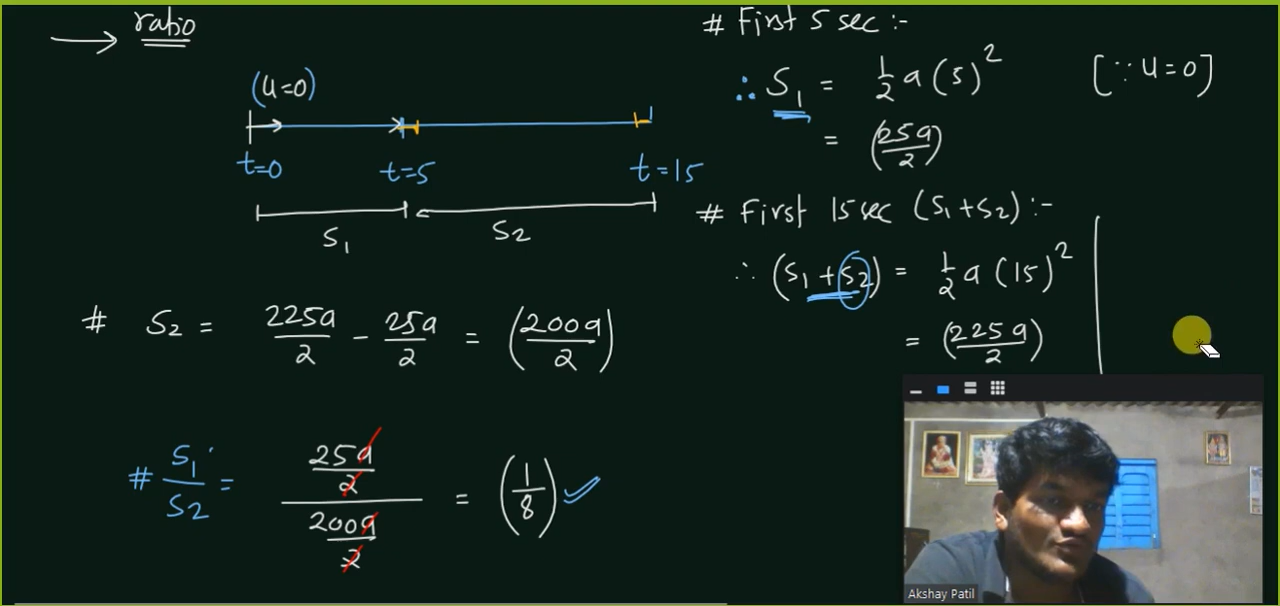 → ratio
(u=0)
t=0 t=5 t=15
S₁ S₂
# S₂ = 225a/2 - 25a/2 = (200a/2)
# S₁/S₂ = (25a/2)/(200a/2) = (1/8) ✓
# First 5 sec :-
∴ S₁ = 1/2 a (5)² [∵ u=0]
= (25a/2)
# First 15 sec (S₁+S₂) :-
∴ (S₁+S₂) = 1/2 a (15)²
= (225a/2)
Akshay Patil